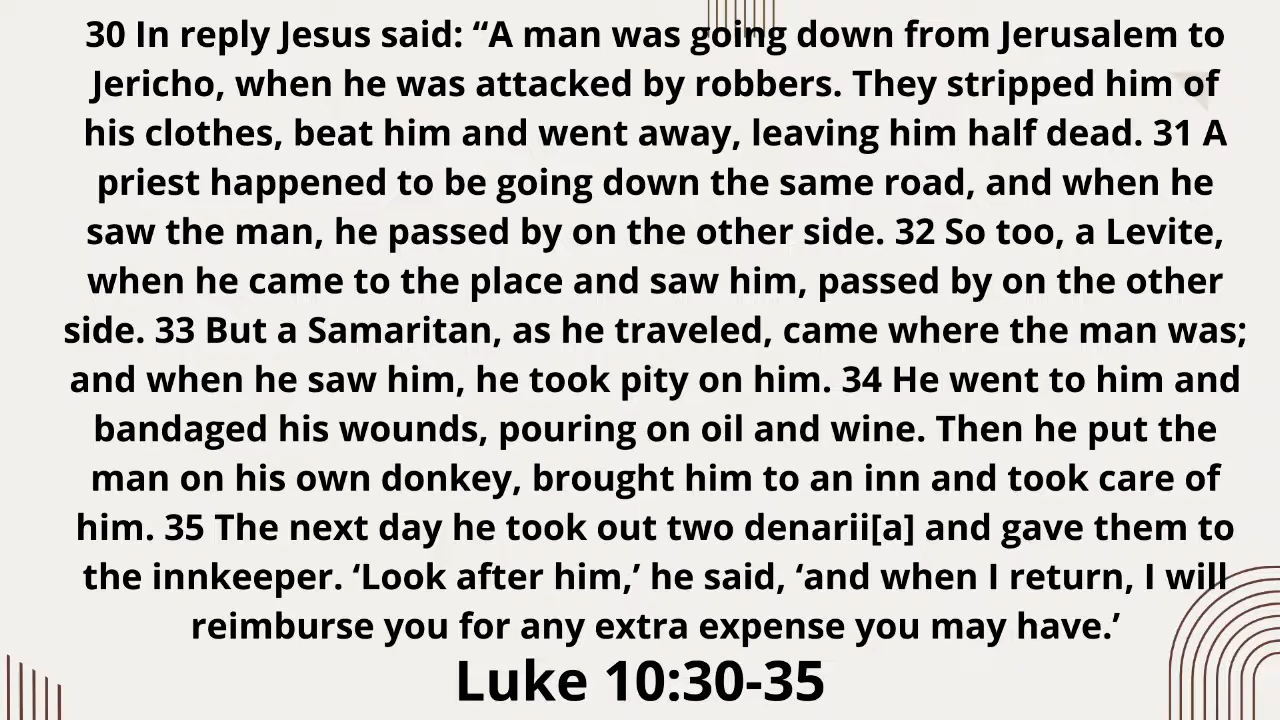 30 In reply Jesus said: “A man was going down from Jerusalem to
Jericho, when he was attacked by robbers. They stripped him of
his clothes, beat him and went away, leaving him half dead. 31 A
priest happened to be going down the same road, and when he
saw the man, he passed by on the other side. 32 So too, a Levite,
when he came to the place and saw him, passed by on the other
side. 33 But a Samaritan, as he traveled, came where the man was;
and when he saw him, he took pity on him. 34 He went to him and
bandaged his wounds, pouring on oil and wine. Then he put the
man on his own donkey, brought him to an inn and took care of
him. 35 The next day he took out two denarii[a] and gave them to
the innkeeper. ‘Look after him,’ he said, ‘and when I return, I will
reimburse you for any extra expense you may have.’
Luke 10:30-35